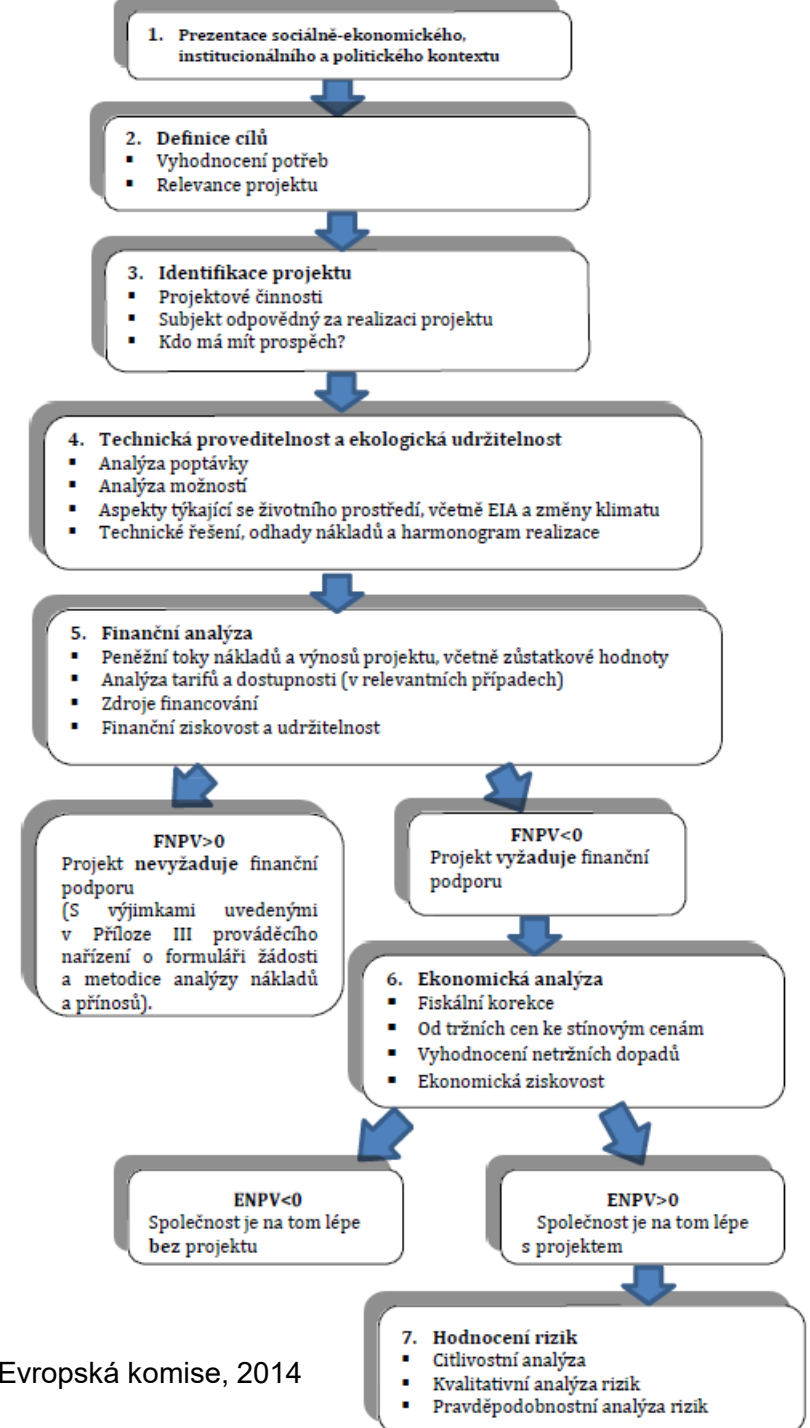 1. Prezentace sociálně-ekonomického,
institucionálního a politického kontextu
2. Definice cílů
▪ Vyhodnocení potřeb
▪ Relevance projektu
3. Identifikace projektu
▪ Projektové činnosti
▪ Subjekt odpovědný za realizaci projektu
▪ Kdo má mít prospěch?
4. Technická proveditelnost a ekologická udržitelnost
▪ Analýza poptávky
▪ Analýza možností
▪ Aspekty týkající se životního prostředí, včetně EIA a změny klimatu
▪ Technické řešení, odhady nákladů a harmonogram realizace
5. Finanční analýza
▪ Peněžní toky nákladů a výnosů projektu, včetně zůstatkové hodnoty
▪ Analýza tarifů a dostupnosti (v relevantních případech)
▪ Zdroje financování
▪ Finanční ziskovost a udržitelnost
FNPV>0
Projekt nevyžaduje finanční
podporu
(S výjimkami uvedenými
v Příloze III prováděcího
nařízení o formuláři žádosti
a metodice analýzy nákladů
a přínosů).
FNPV<0
Projekt vyžaduje finanční
podporu
6. Ekonomická analýza
▪ Fiskální korekce
▪ Od tržních cen ke stínovým cenám
▪ Vyhodnocení netržních dopadů
▪ Ekonomická ziskovost
ENPV<0
Společnost je na tom lépe
bez projektu
ENPV>0
Společnost je na tom lépe
s projektem
7. Hodnocení rizik
▪ Citlivostní analýza
▪ Kvalitativní analýza rizik
▪ Pravděpodobnostní analýza rizik
Evropská komise, 2014